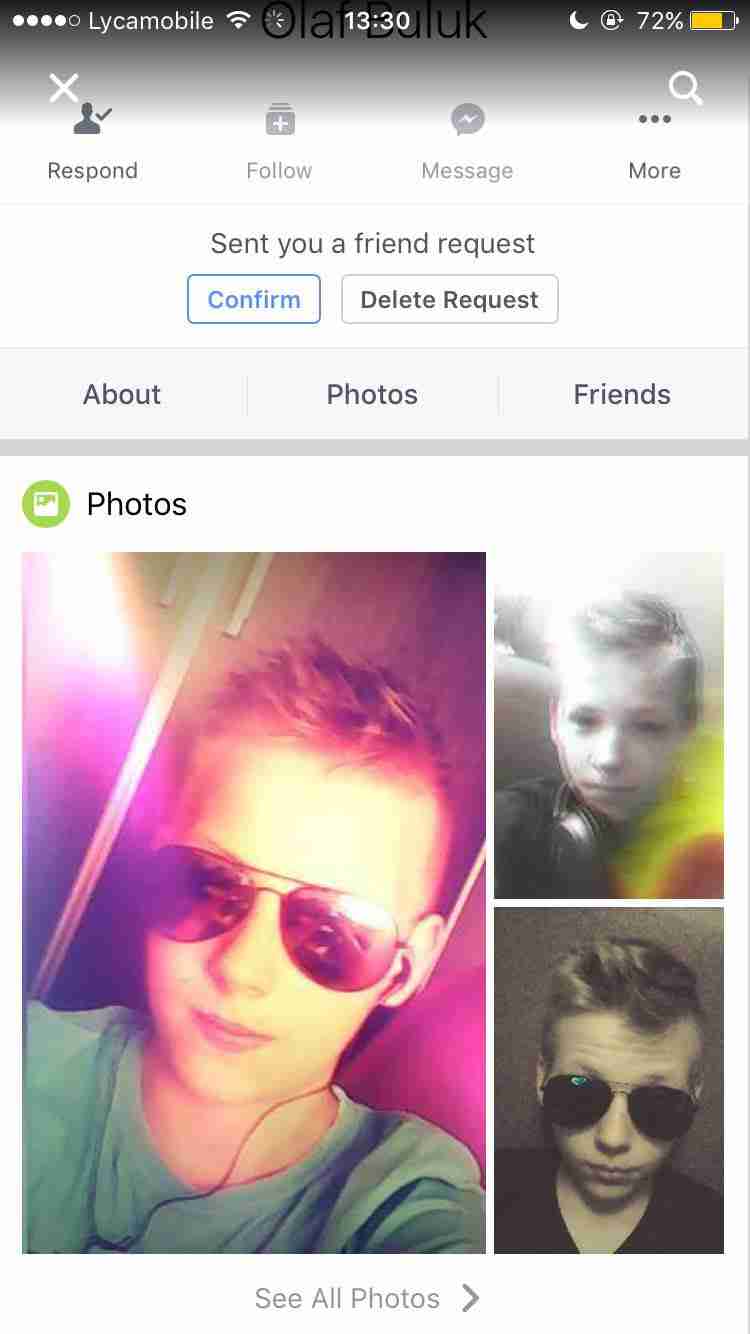 Lycamobile 13:30 72%
Olaf Buluk
Respond Follow Message More
Sent you a friend request
Confirm Delete Request
About Photos Friends
Photos
See All Photos